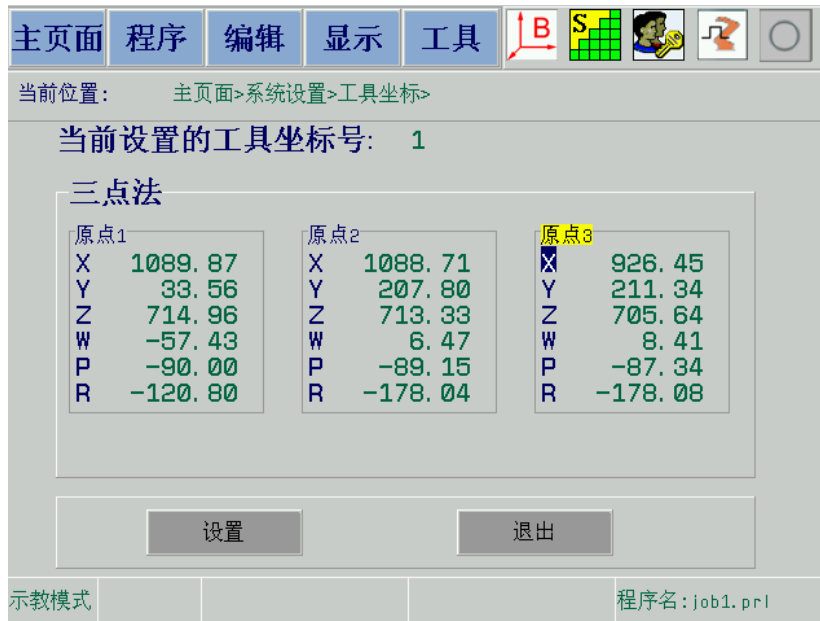 主页面 程序 编辑 显示 工具 B S
当前位置: 主页面>系统设置>工具坐标>
当前设置的工具坐标号: 1
三点法
原点1 原点2 原点3
X 1089.87 X 1088.71 X 926.45
Y 33.56 Y 207.80 Y 211.34
Z 714.96 Z 713.33 Z 705.64
W -57.43 W 6.47 W 8.41
P -90.00 P -89.15 P -87.34
R -120.80 R -178.04 R -178.08
设置 退出
示教模式 程序名:job1.prl